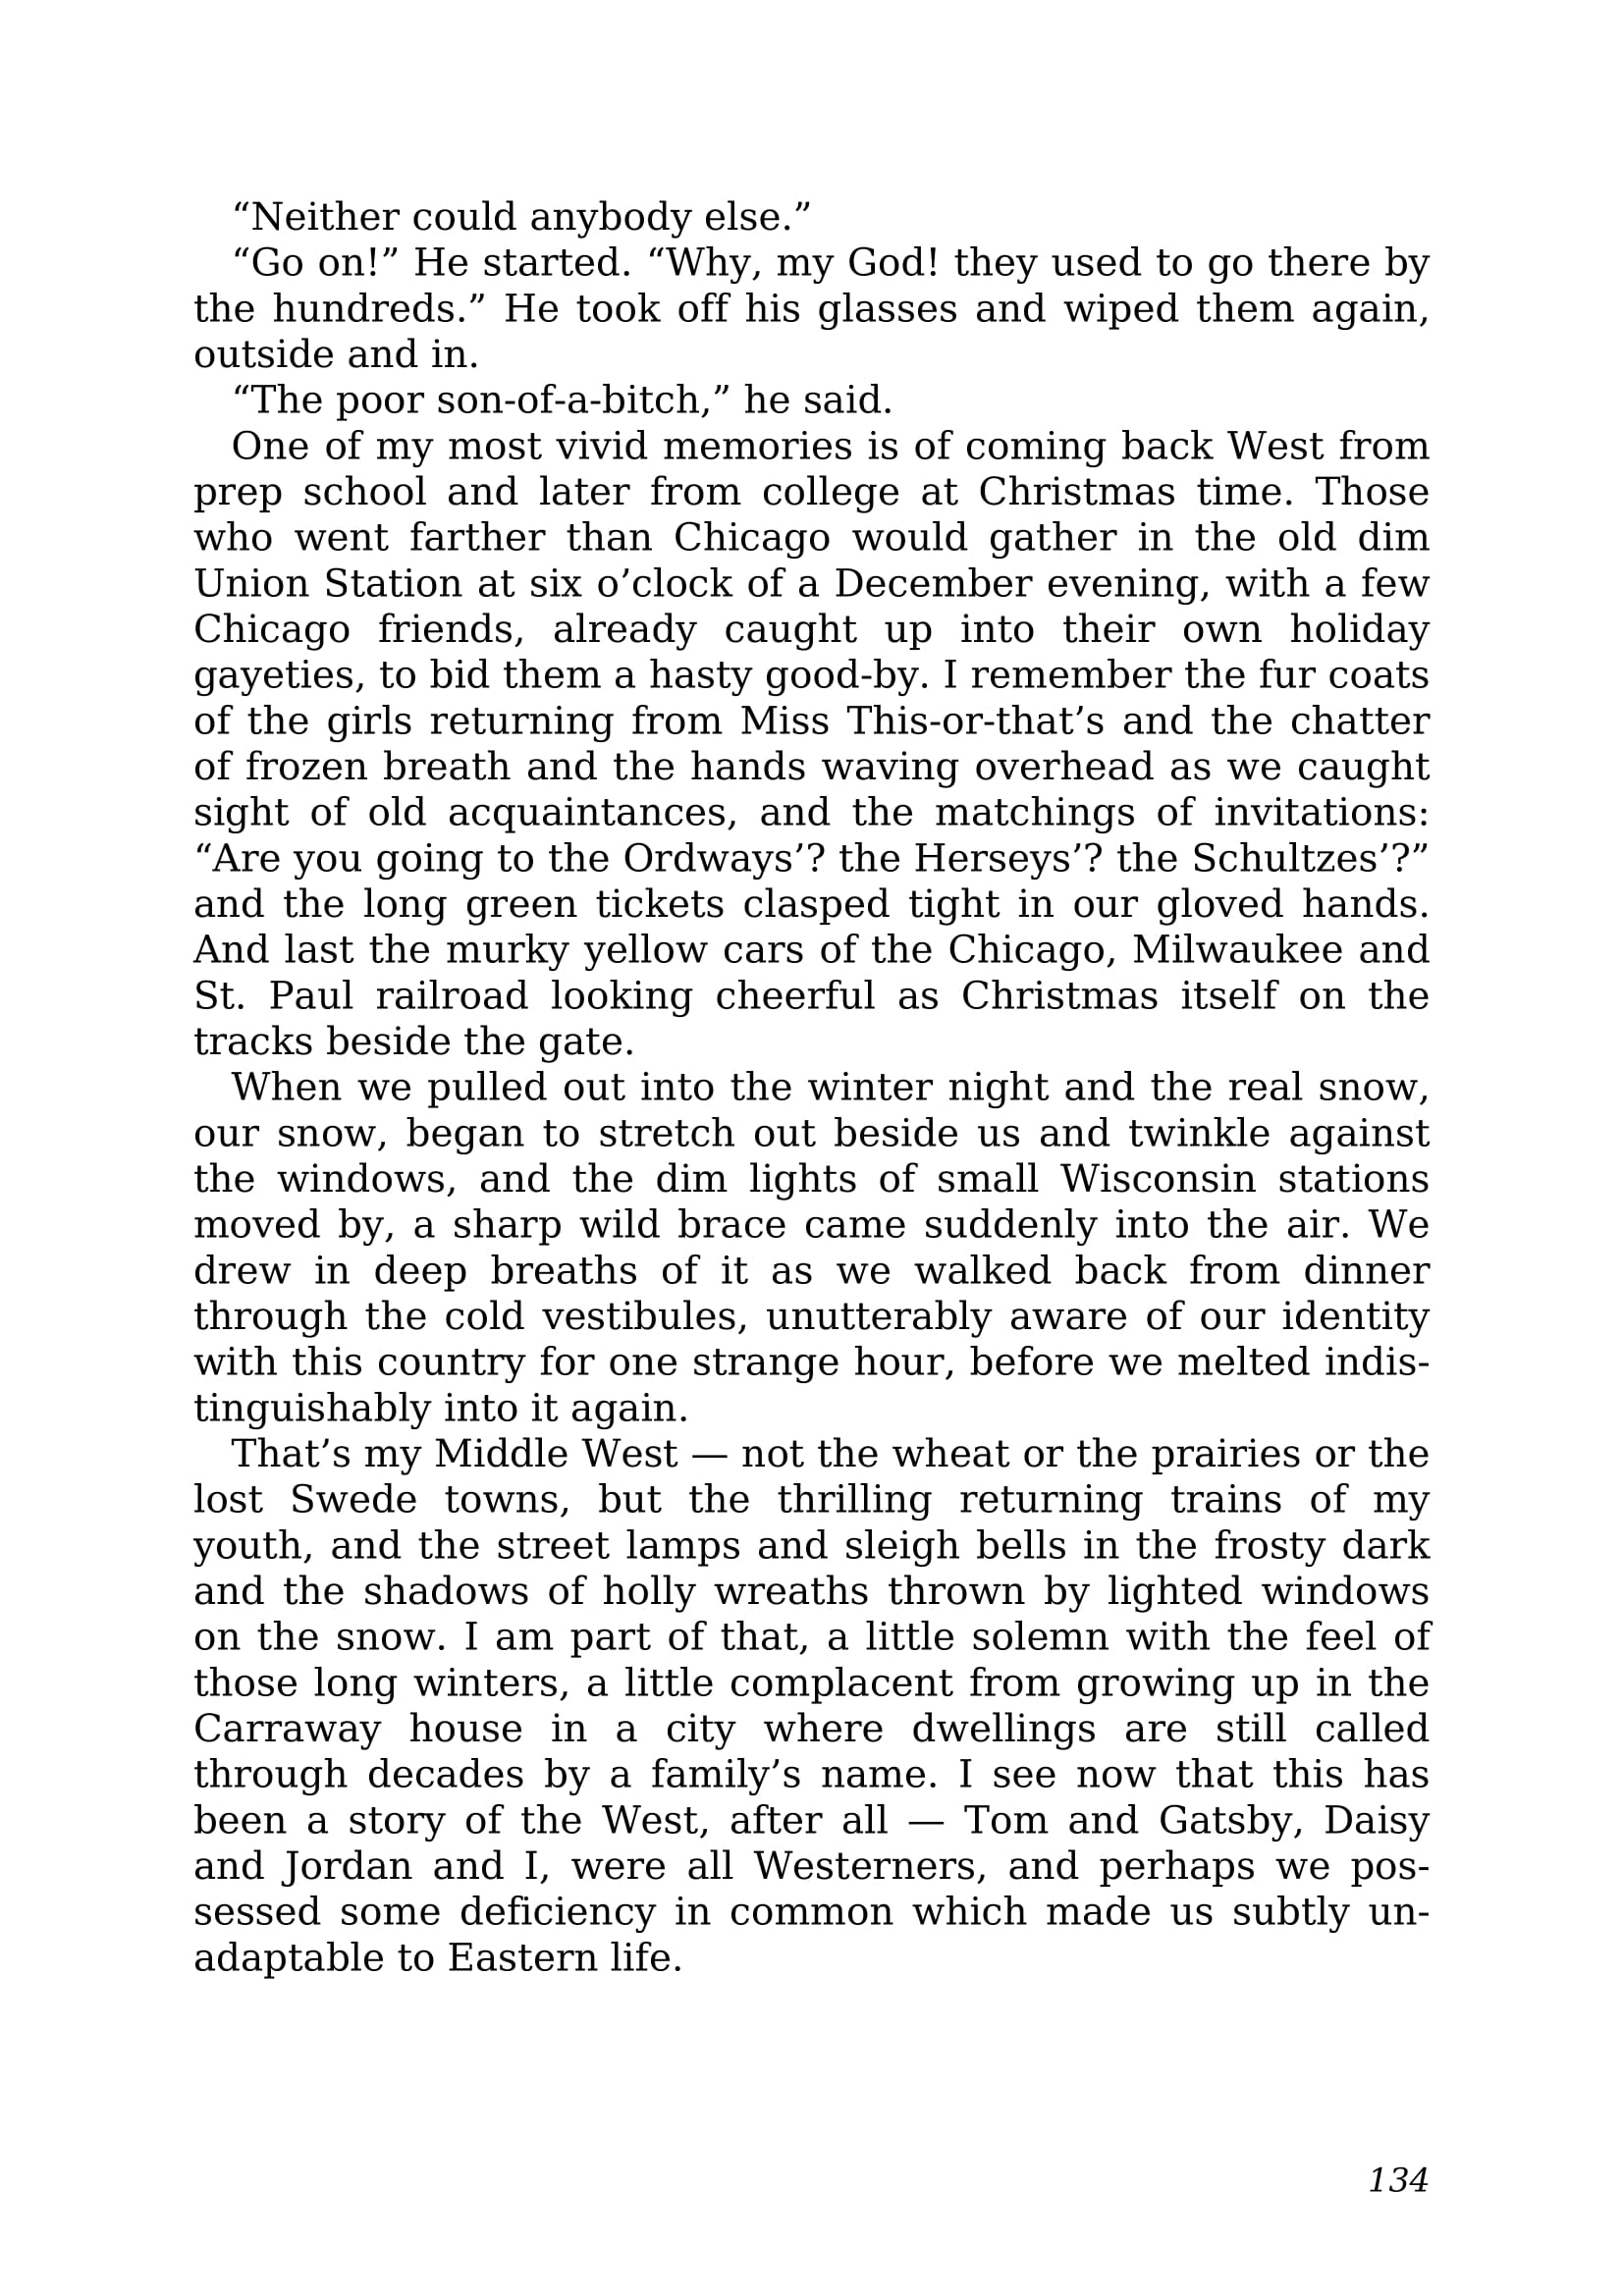 “Neither could anybody else.”
“Go on!” He started. “Why, my God! they used to go there by
the hundreds.” He took off his glasses and wiped them again,
outside and in.
“The poor son-of-a-bitch,” he said.
One of my most vivid memories is of coming back West from
prep school and later from college at Christmas time. Those
who went farther than Chicago would gather in the old dim
Union Station at six o’clock of a December evening, with a few
Chicago friends, already caught up into their own holiday
gayeties, to bid them a hasty good-by. I remember the fur coats
of the girls returning from Miss This-or-that’s and the chatter
of frozen breath and the hands waving overhead as we caught
sight of old acquaintances, and the matchings of invitations:
“Are you going to the Ordways’? the Herseys’? the Schultzes’?”
and the long green tickets clasped tight in our gloved hands.
And last the murky yellow cars of the Chicago, Milwaukee and
St. Paul railroad looking cheerful as Christmas itself on the
tracks beside the gate.
When we pulled out into the winter night and the real snow,
our snow, began to stretch out beside us and twinkle against
the windows, and the dim lights of small Wisconsin stations
moved by, a sharp wild brace came suddenly into the air. We
drew in deep breaths of it as we walked back from dinner
through the cold vestibules, unutterably aware of our identity
with this country for one strange hour, before we melted indis-
tinguishably into it again.
That’s my Middle West — not the wheat or the prairies or the
lost Swede towns, but the thrilling returning trains of my
youth, and the street lamps and sleigh bells in the frosty dark
and the shadows of holly wreaths thrown by lighted windows
on the snow. I am part of that, a little solemn with the feel of
those long winters, a little complacent from growing up in the
Carraway house in a city where dwellings are still called
through decades by a family’s name. I see now that this has
been a story of the West, after all — Tom and Gatsby, Daisy
and Jordan and I, were all Westerners, and perhaps we pos-
sessed some deficiency in common which made us subtly un-
adaptable to Eastern life.
134